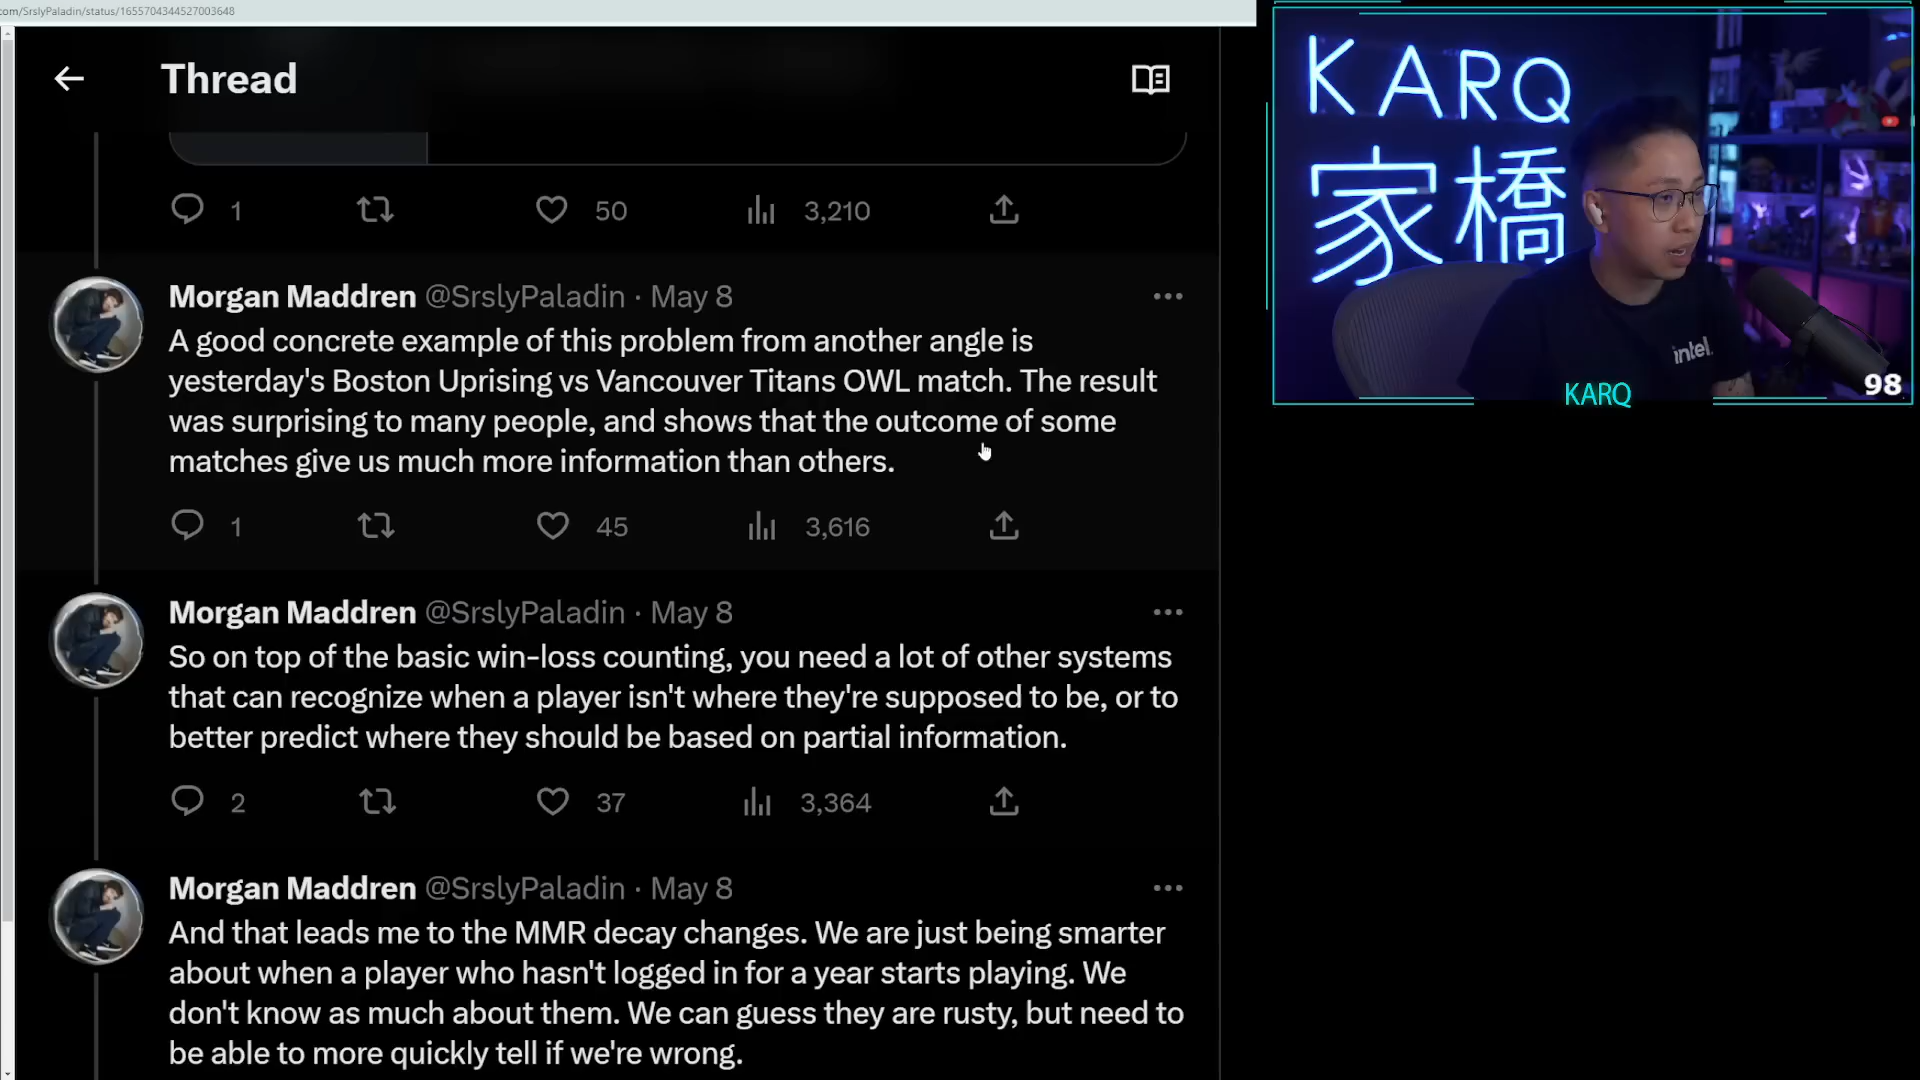 com/SrslyPaladin/status/1655704344527003648
Thread
1 50 3,210
Morgan Maddren @SrslyPaladin · May 8
A good concrete example of this problem from another angle is
yesterday's Boston Uprising vs Vancouver Titans OWL match. The result
was surprising to many people, and shows that the outcome of some
matches give us much more information than others.
1 45 3,616
Morgan Maddren @SrslyPaladin · May 8
So on top of the basic win-loss counting, you need a lot of other systems
that can recognize when a player isn't where they're supposed to be, or to
better predict where they should be based on partial information.
2 37 3,364
Morgan Maddren @SrslyPaladin · May 8
And that leads me to the MMR decay changes. We are just being smarter
about when a player who hasn't logged in for a year starts playing. We
don't know as much about them. We can guess they are rusty, but need to
be able to more quickly tell if we're wrong.
KARQ
家橋
intel.
98
KARQ